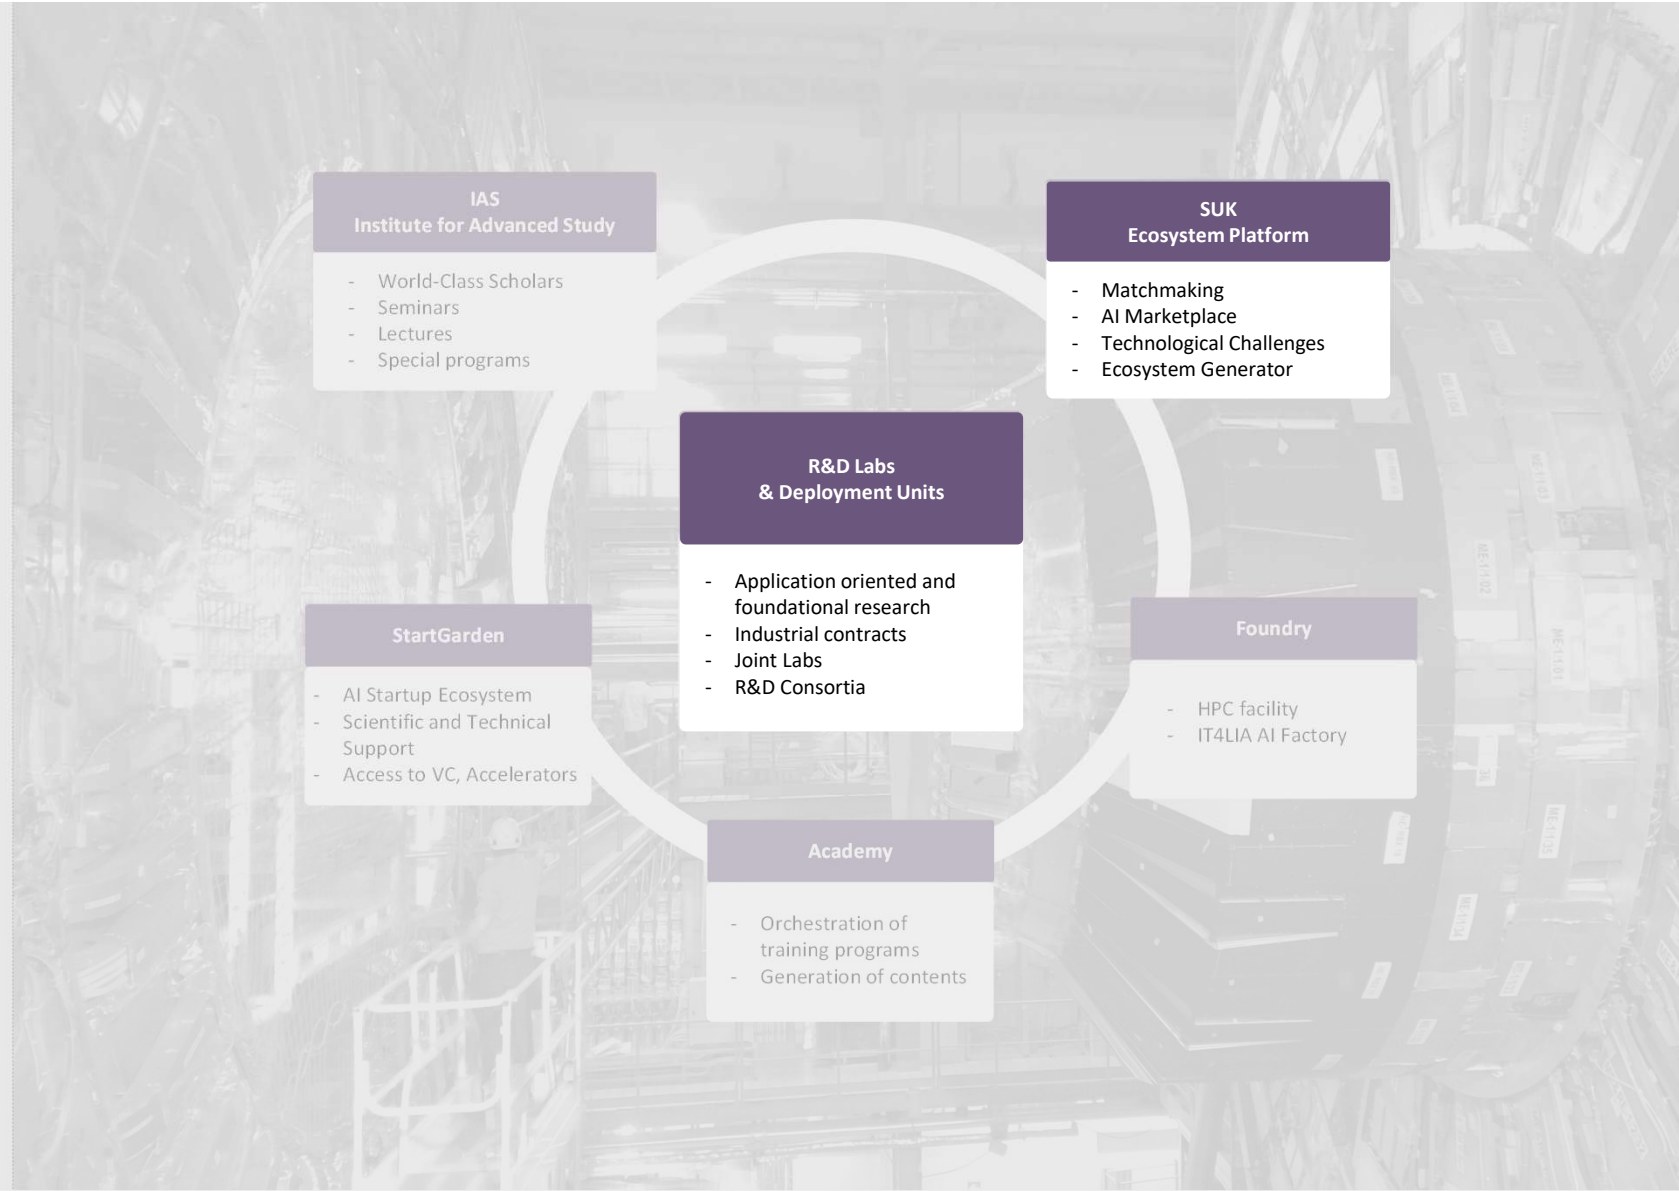 IAS
Institute for Advanced Study
- World-Class Scholars
- Seminars
- Lectures
- Special programs
SUK
Ecosystem Platform
- Matchmaking
- AI Marketplace
- Technological Challenges
- Ecosystem Generator
R&D Labs
& Deployment Units
- Application oriented and
foundational research
- Industrial contracts
- Joint Labs
- R&D Consortia
StartGarden
- AI Startup Ecosystem
- Scientific and Technical
Support
- Access to VC, Accelerators
Foundry
- HPC facility
- IT4LIA AI Factory
Academy
- Orchestration of
training programs
- Generation of contents